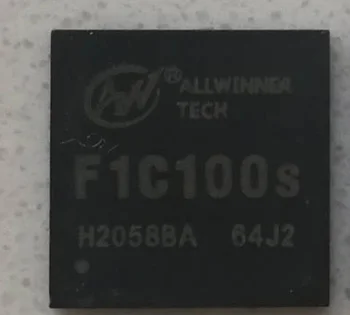 ALLWINNER
TECH
F1C100s
H2058BA 64J2